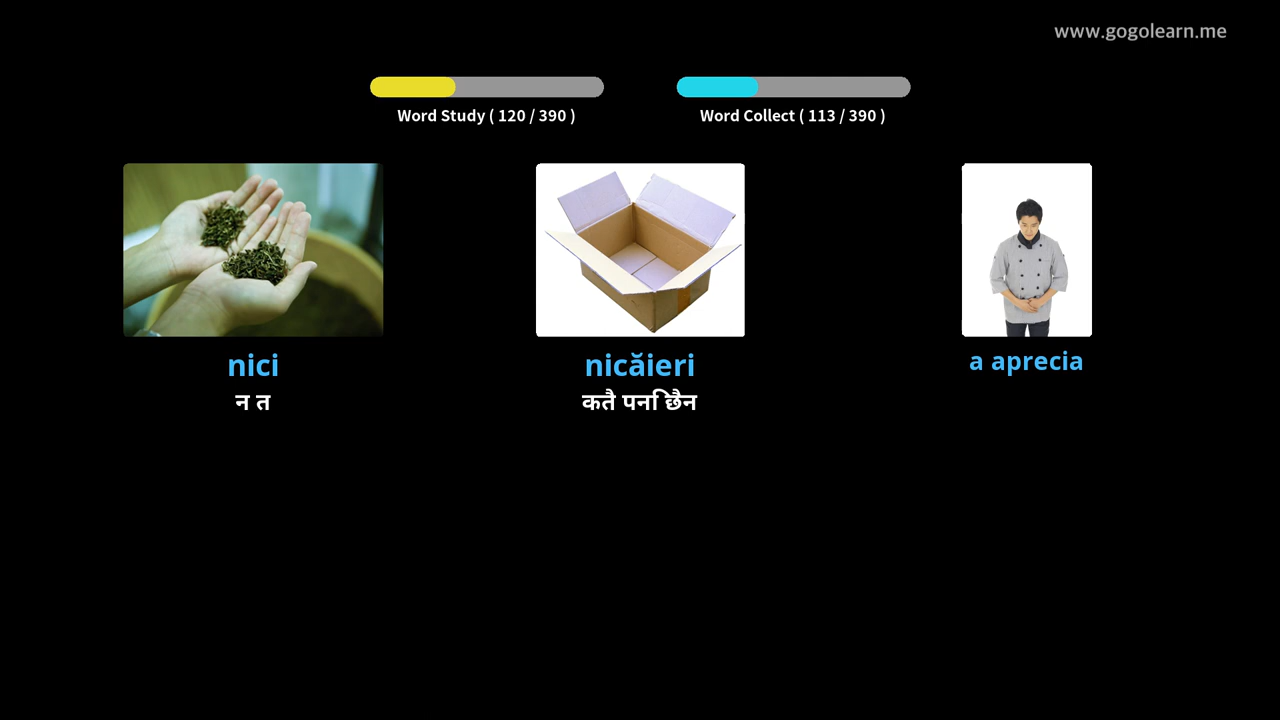 www.gogolearn.me
Word Study ( 120 / 390 )
Word Collect ( 113 / 390 )
nici
न त
nicăieri
कतै पनि छैन
a aprecia